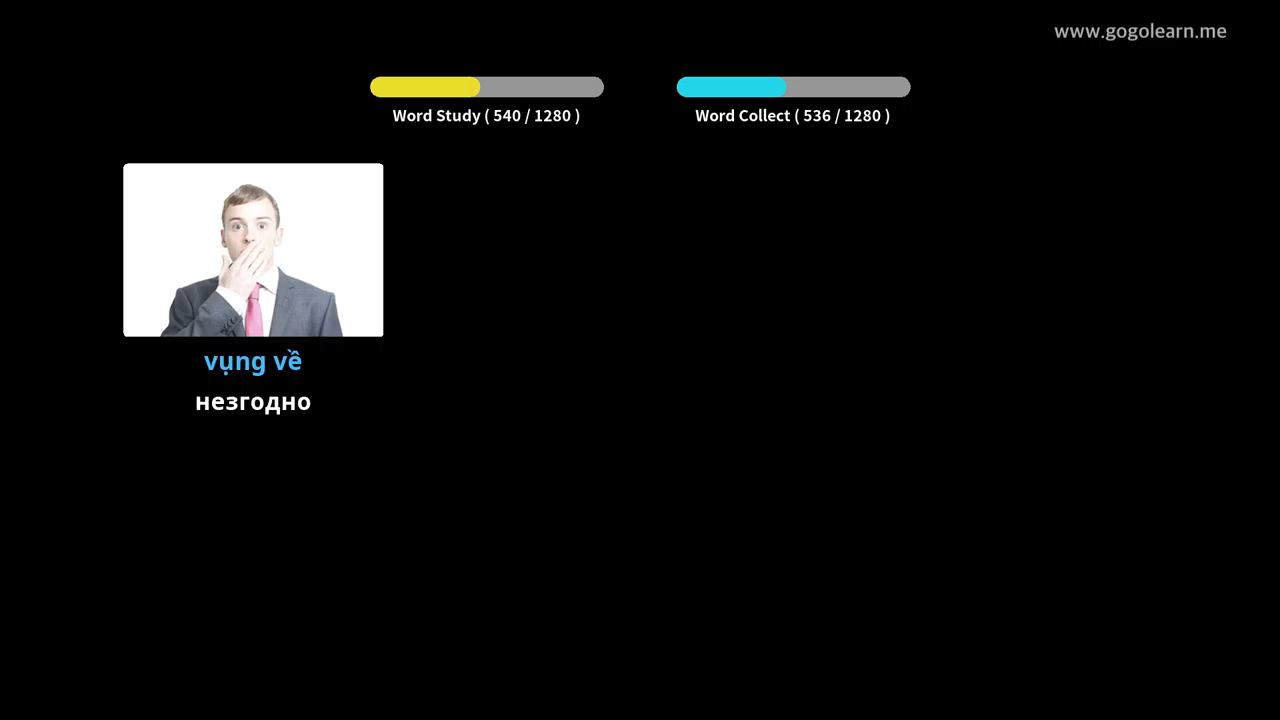 www.gogolearn.me
Word Study ( 540 / 1280 )
Word Collect ( 536 / 1280 )
vụng về
незгодно